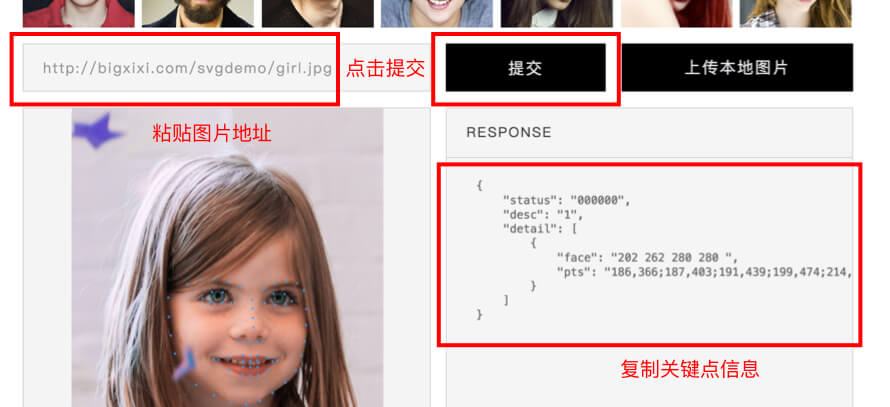 http://bigxixi.com/svgdemo/girl.jpg
点击提交
提交
上传本地图片
粘贴图片地址
RESPONSE
{
"status": "000000",
"desc": "1",
"detail": [
{
"face": "202 262 280 280 ",
"pts": "186,366;187,403;191,439;199,474;214,
}
]
}
复制关键点信息